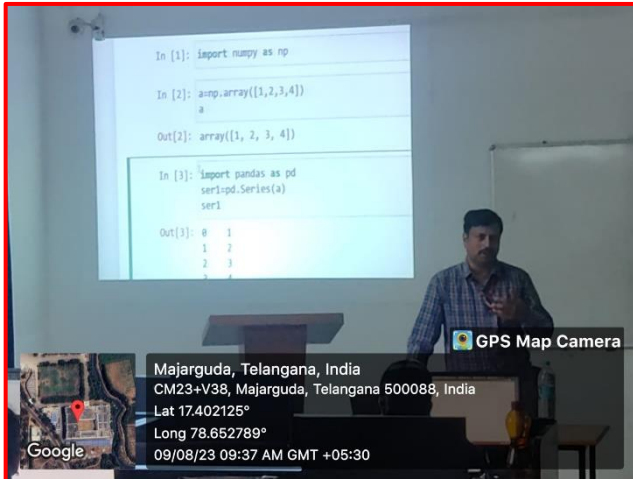 In [1]: import numpy as np
In [2]: a=np.array([1,2,3,4])
a
Out[2]: array([1, 2, 3, 4])
In [3]: import pandas as pd
ser1=pd.Series(a)
ser1
Out[3]: 0 1
1 2
2 3
3 4
GPS Map Camera
Majarguda, Telangana, India
CM23+V38, Majarguda, Telangana 500088, India
Lat 17.402125°
Long 78.652789°
09/08/23 09:37 AM GMT +05:30
Google